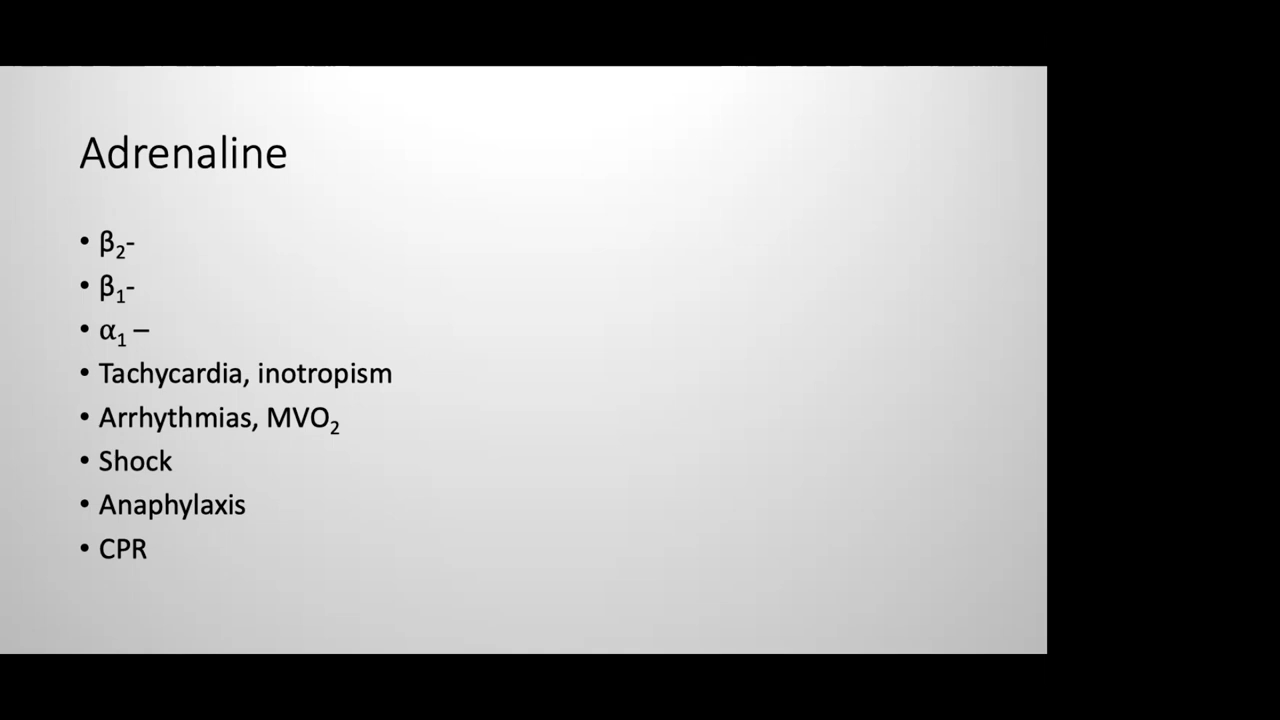 Adrenaline
• β₂-
• β₁-
• α₁ –
• Tachycardia, inotropism
• Arrhythmias, MVO₂
• Shock
• Anaphylaxis
• CPR